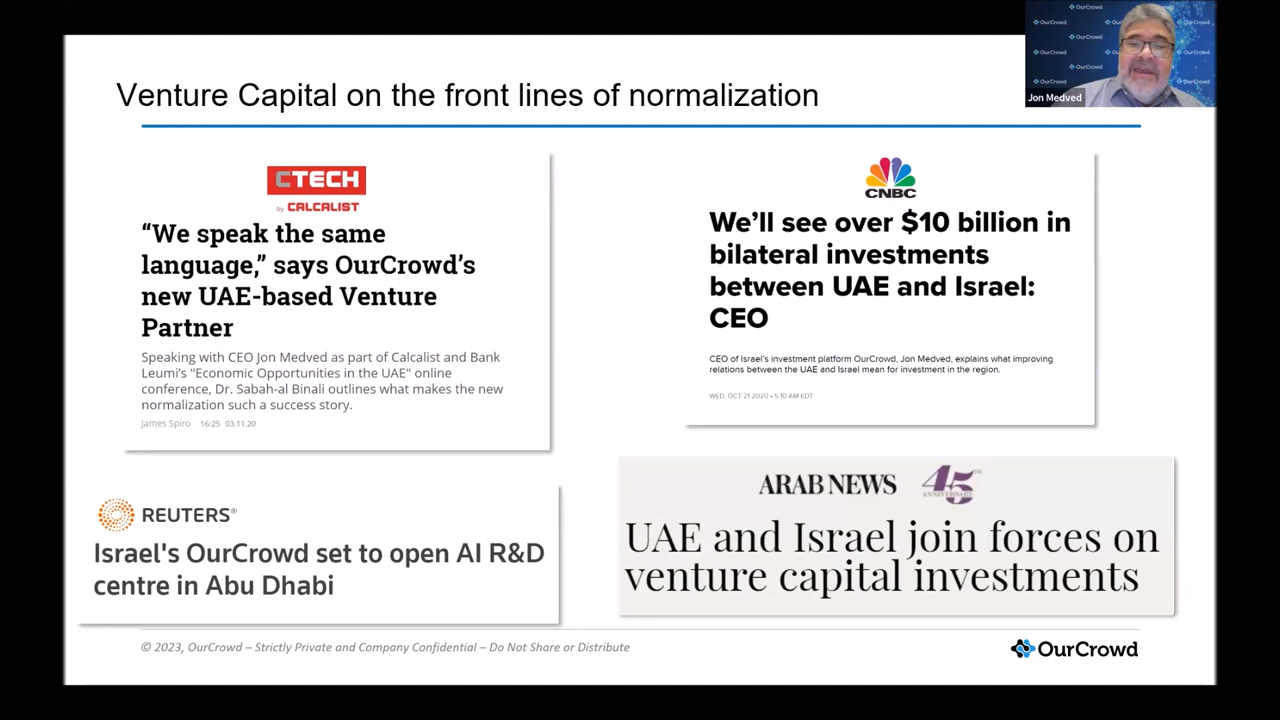 Venture Capital on the front lines of normalization
OurCrowd
OurCrowd
OurCrowd
OurCrowd
OurCrowd
OurCrowd
OurCrowd
OurCrowd
Jon Medved
CTECH
by CALCALIST
“We speak the same
language,” says OurCrowd’s
new UAE-based Venture
Partner
Speaking with CEO Jon Medved as part of Calcalist and Bank
Leumi's "Economic Opportunities in the UAE" online
conference, Dr. Sabah-al Binali outlines what makes the new
normalization such a success story.
James Spiro 16:25 03.11.20
CNBC
We’ll see over $10 billion in
bilateral investments
between UAE and Israel:
CEO
CEO of Israel’s investment platform OurCrowd, Jon Medved, explains what improving
relations between the UAE and Israel mean for investment in the region.
WED, OCT 21 2020 • 5:10 AM EDT
REUTERS®
Israel's OurCrowd set to open AI R&D
centre in Abu Dhabi
ARAB NEWS 45
ANNIVERSARY
UAE and Israel join forces on
venture capital investments
© 2023, OurCrowd – Strictly Private and Company Confidential – Do Not Share or Distribute
OurCrowd